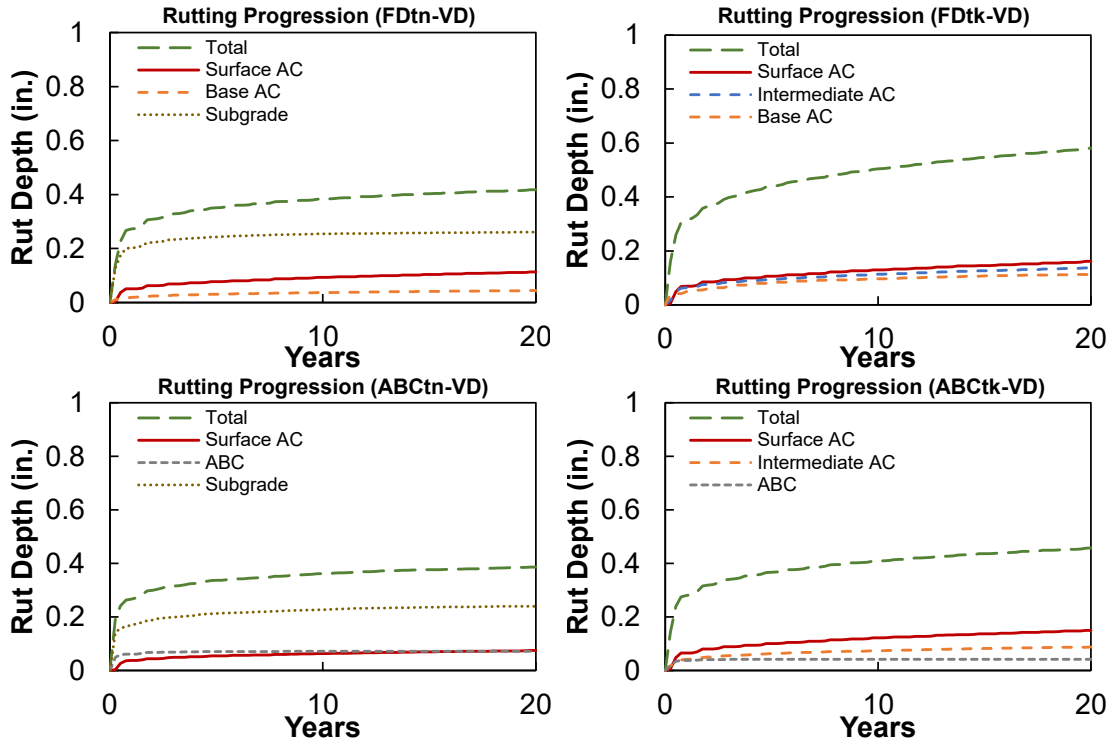 Rutting Progression (FDtn-VD)
Rut Depth (in.)
1
0.8
0.6
0.4
0.2
0
Total
Surface AC
Base AC
Subgrade
0
10
20
Years
Rutting Progression (FDtk-VD)
Rut Depth (in.)
1
0.8
0.6
0.4
0.2
0
Total
Surface AC
Intermediate AC
Base AC
0
10
20
Years
Rutting Progression (ABCtn-VD)
Rut Depth (in.)
1
0.8
0.6
0.4
0.2
0
Total
Surface AC
ABC
Subgrade
0
10
20
Years
Rutting Progression (ABCtk-VD)
Rut Depth (in.)
1
0.8
0.6
0.4
0.2
0
Total
Surface AC
Intermediate AC
ABC
0
10
20
Years